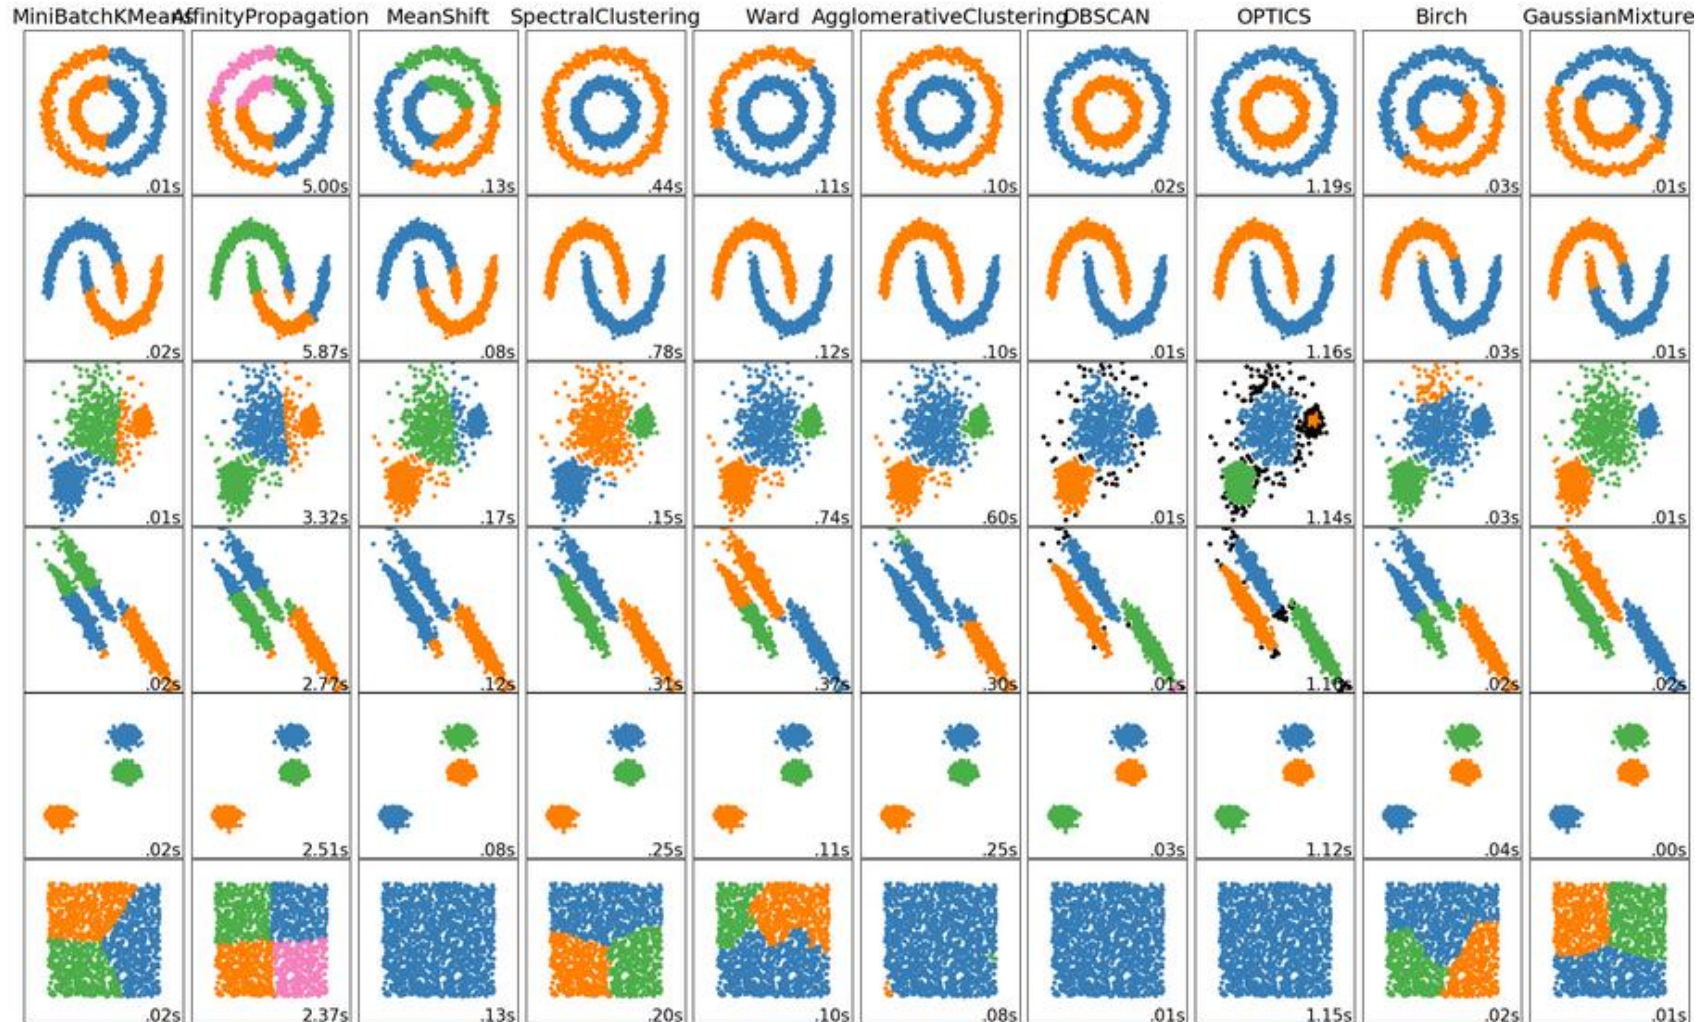 MiniBatchKMeans AffinityPropagation MeanShift SpectralClustering Ward AgglomerativeClustering DBSCAN OPTICS Birch GaussianMixture
.01s 5.00s .13s .44s .11s .10s .02s 1.19s .03s .01s
.02s 5.87s .08s .78s .12s .10s .01s 1.16s .03s .01s
.01s 3.32s .17s .15s .74s .60s .01s 1.14s .03s .01s
.02s 2.77s .12s .31s .37s .30s .01s .02s .02s
.02s 2.51s .08s .25s .11s .25s .03s 1.12s .04s .00s
.02s 2.37s .13s .20s .10s .08s .01s 1.15s .02s .01s